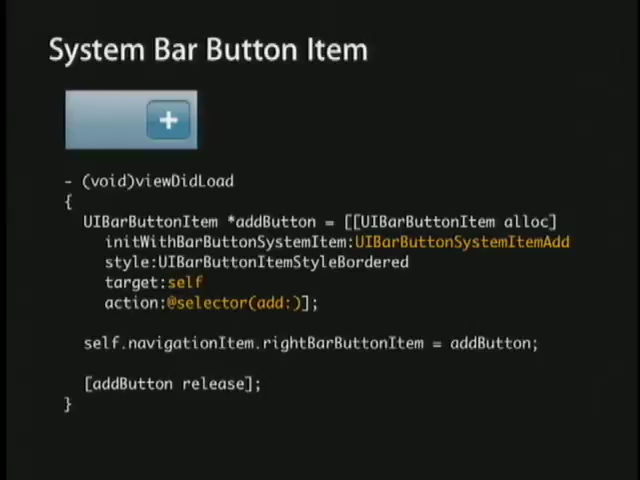 System Bar Button Item
+
- (void)viewDidLoad
{
UIBarButtonItem *addButton = [[UIBarButtonItem alloc]
initWithBarButtonSystemItem:UIBarButtonSystemItemAdd
style:UIBarButtonItemStyleBordered
target:self
action:@selector(add:)];
self.navigationItem.rightBarButtonItem = addButton;
[addButton release];
}